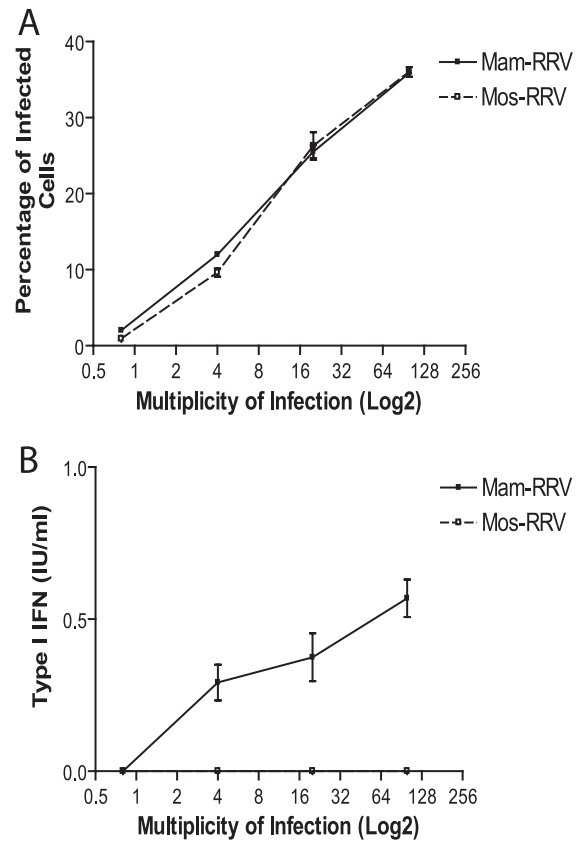 A
Percentage of Infected
Cells
40
30
20
10
0
0.5 1 2 4 8 16 32 64 128 256
Multiplicity of Infection (Log2)
Mam-RRV
Mos-RRV
B
Type I IFN (IU/ml)
1.0
0.5
0.0
0.5 1 2 4 8 16 32 64 128 256
Multiplicity of Infection (Log2)
Mam-RRV
Mos-RRV